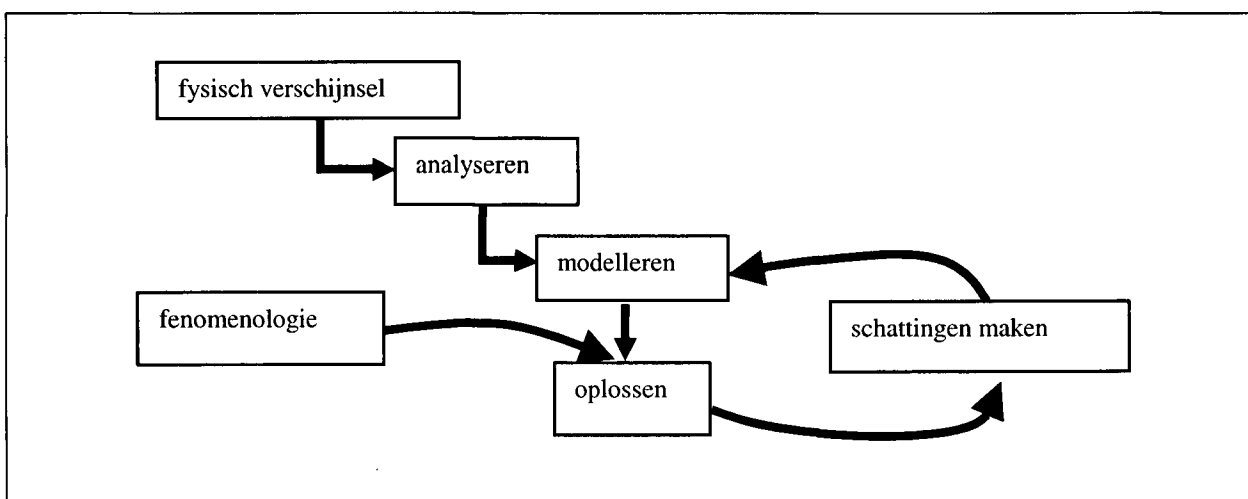 fysisch verschijnsel
analyseren
modelleren
fenomenologie
schattingen maken
oplossen